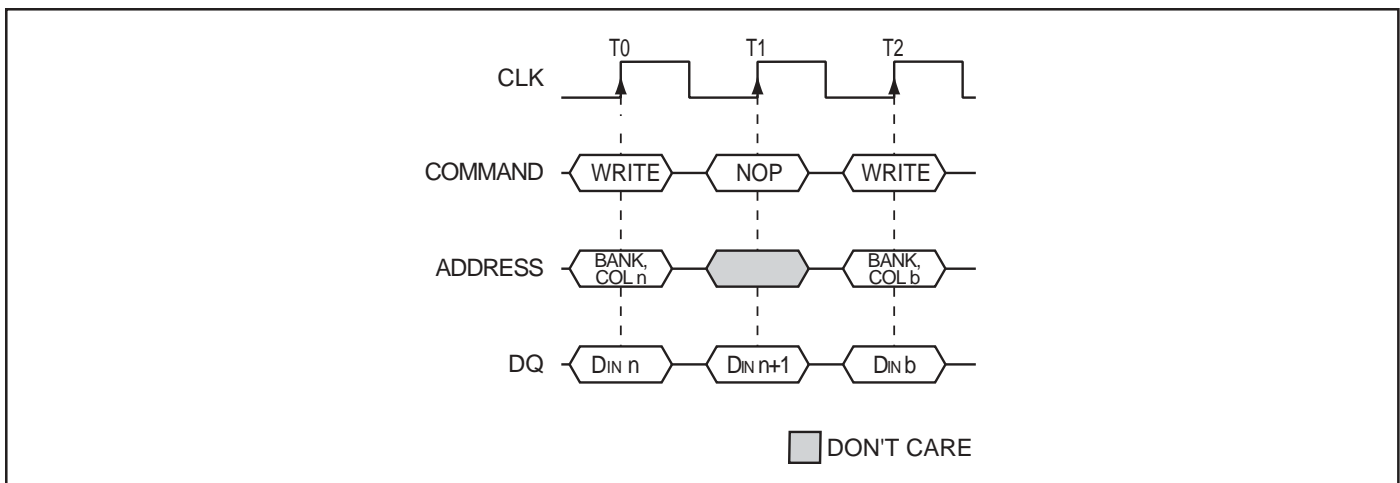 T0 T1 T2
CLK
COMMAND WRITE NOP WRITE
ADDRESS BANK, COL n BANK, COL b
DQ DIN n DIN n+1 DIN b
DON'T CARE